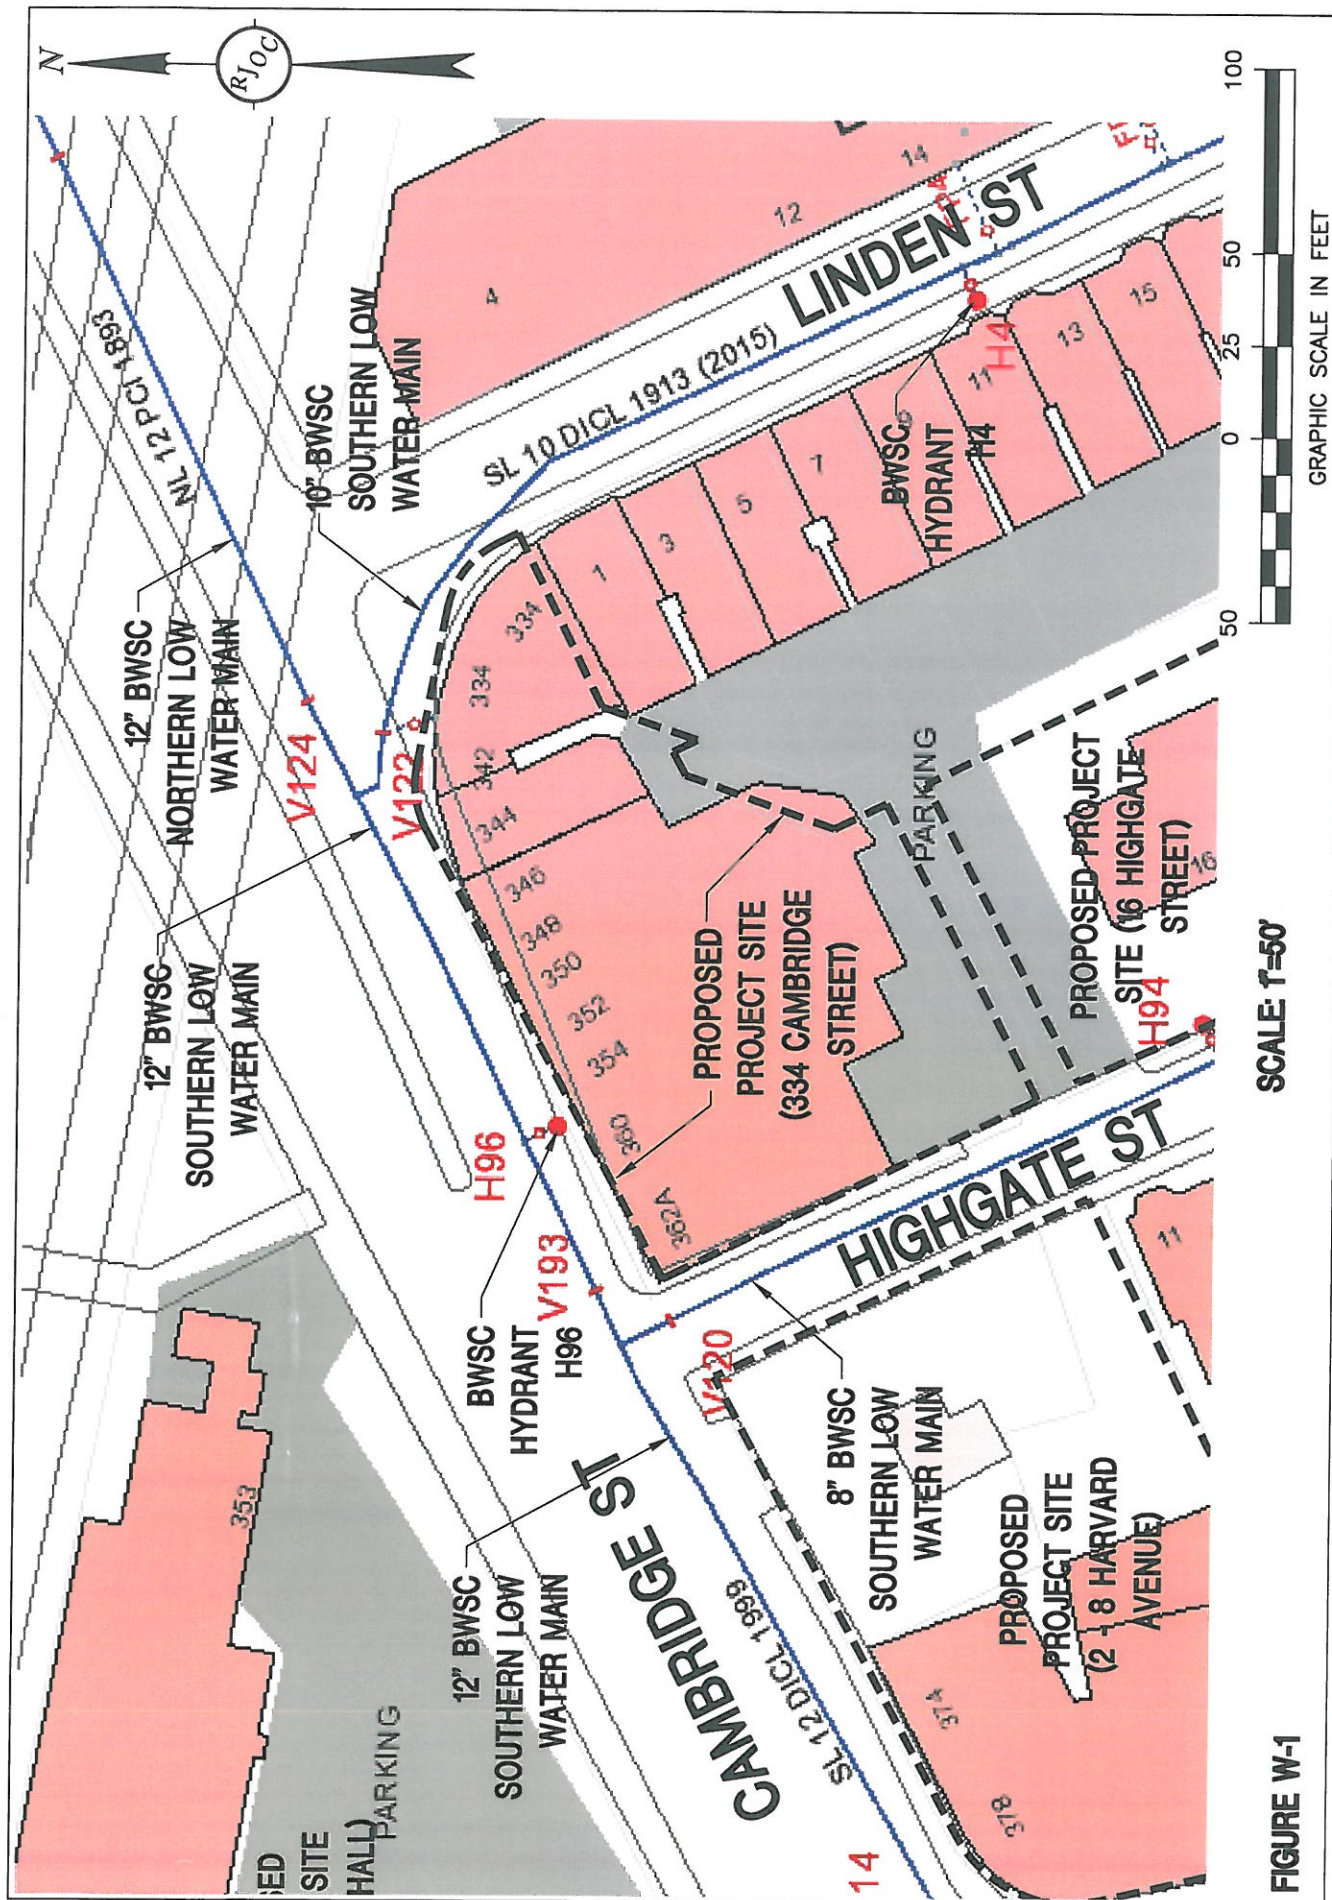 N
RJOC
NL 12 PCI 1893
12" BWSC
NORTHERN LOW
WATER MAIN
12" BWSC
SOUTHERN LOW
WATER MAIN
10" BWSC
SOUTHERN LOW
WATER MAIN
V124
V122
SL 10 DICL 1913 (2015)
LINDEN ST
4
12
14
334
334
342
344
346
348
350
352
354
360
362A
1
3
5
7
9
11
13
15
BWSC
HYDRANT
H4
H4
H96
BWSC
HYDRANT
H96
V193
V120
PROPOSED
PROJECT SITE
(334 CAMBRIDGE
STREET)
PARKING
PROPOSED PROJECT
SITE (16 HIGHGATE
STREET)
16
H94
HIGHGATE ST
11
8" BWSC
SOUTHERN LOW
WATER MAIN
353
PARKING
SED
SITE
HALL)
12" BWSC
SOUTHERN LOW
WATER MAIN
CAMBRIDGE ST
SL 12 DICL 1999
14
PROPOSED
PROJECT SITE
(2 - 8 HARVARD
AVENUE)
374
378
FIGURE W-1
SCALE: 1"=50'
50 0 25 50 100
GRAPHIC SCALE IN FEET